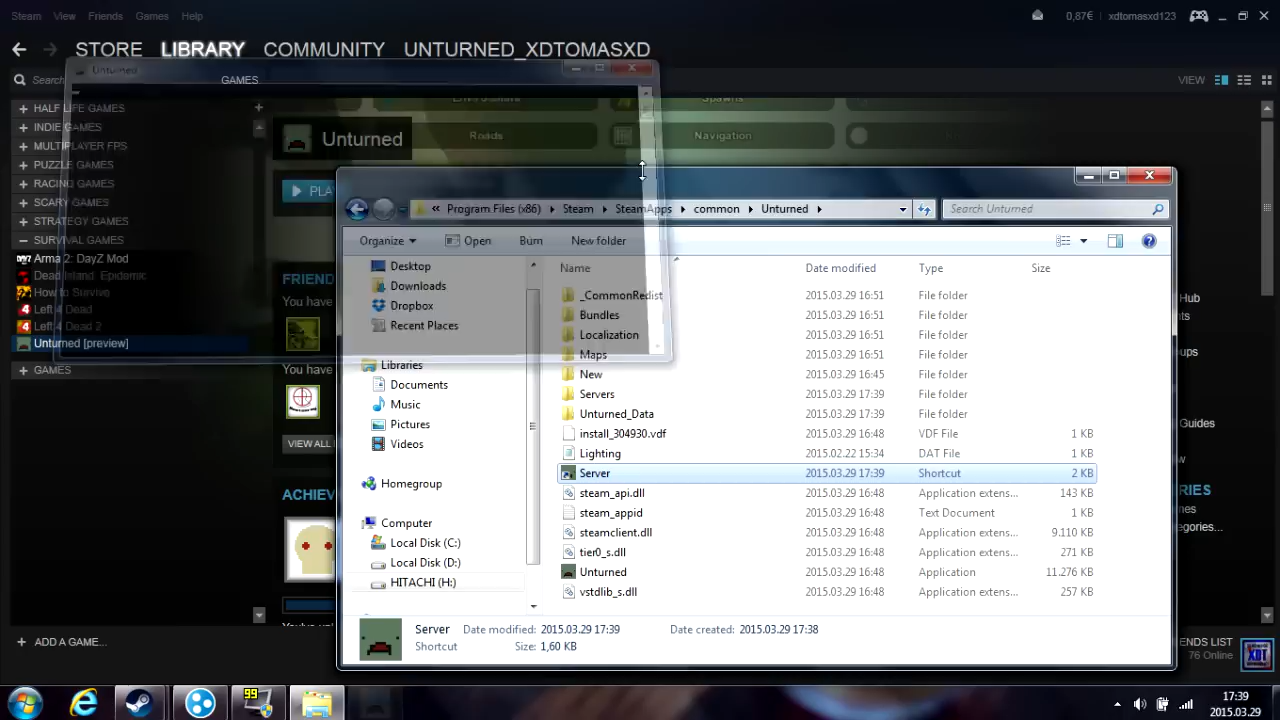 Steam View Friends Games Help
0,87€ xdtomasxd123
STORE LIBRARY COMMUNITY UNTURNED_XDTOMASXD
Unturned
Search GAMES VIEW
HALF LIFE GAMES
INDIE GAMES
MULTIPLAYER FPS
PUZZLE GAMES
RACING GAMES
SCARY GAMES
STRATEGY GAMES
SURVIVAL GAMES
Arma 2: DayZ Mod
Dead Island: Epidemic
How to Survive
Left 4 Dead
Left 4 Dead 2
Unturned [preview]
GAMES
ADD A GAME...
Spawns
Roads Navigation
Unturned
PLA
FRIEN
You have
You have
VIEW ALL
ACHIEV
Program Files (x86) Steam SteamApps common Unturned
Search Unturned
Organize Open Burn New folder
Desktop
Downloads
Dropbox
Recent Places
Libraries
Documents
Music
Pictures
Videos
Homegroup
Computer
Local Disk (C:)
Local Disk (D:)
HITACHI (H:)
Name Date modified Type Size
_CommonRedist 2015.03.29 16:51 File folder
Bundles 2015.03.29 16:51 File folder
Localization 2015.03.29 16:51 File folder
Maps 2015.03.29 16:51 File folder
New 2015.03.29 16:45 File folder
Servers 2015.03.29 17:39 File folder
Unturned_Data 2015.03.29 17:39 File folder
install_304930.vdf 2015.03.29 16:48 VDF File 1 KB
Lighting 2015.02.22 15:34 DAT File 1 KB
Server 2015.03.29 17:39 Shortcut 2 KB
steam_api.dll 2015.03.29 16:48 Application extens... 143 KB
steam_appid 2015.03.29 16:48 Text Document 1 KB
steamclient.dll 2015.03.29 16:48 Application extens... 9.110 KB
tier0_s.dll 2015.03.29 16:48 Application extens... 271 KB
Unturned 2015.03.29 16:48 Application 11.276 KB
vstdlib_s.dll 2015.03.29 16:48 Application extens... 257 KB
Server Date modified: 2015.03.29 17:39 Date created: 2015.03.29 17:38
Shortcut Size: 1,60 KB
Hub
ts
ups
Guides
w
RIES
nes
egories...
ENDS LIST
76 Online
XDT
99
17:39
2015.03.29